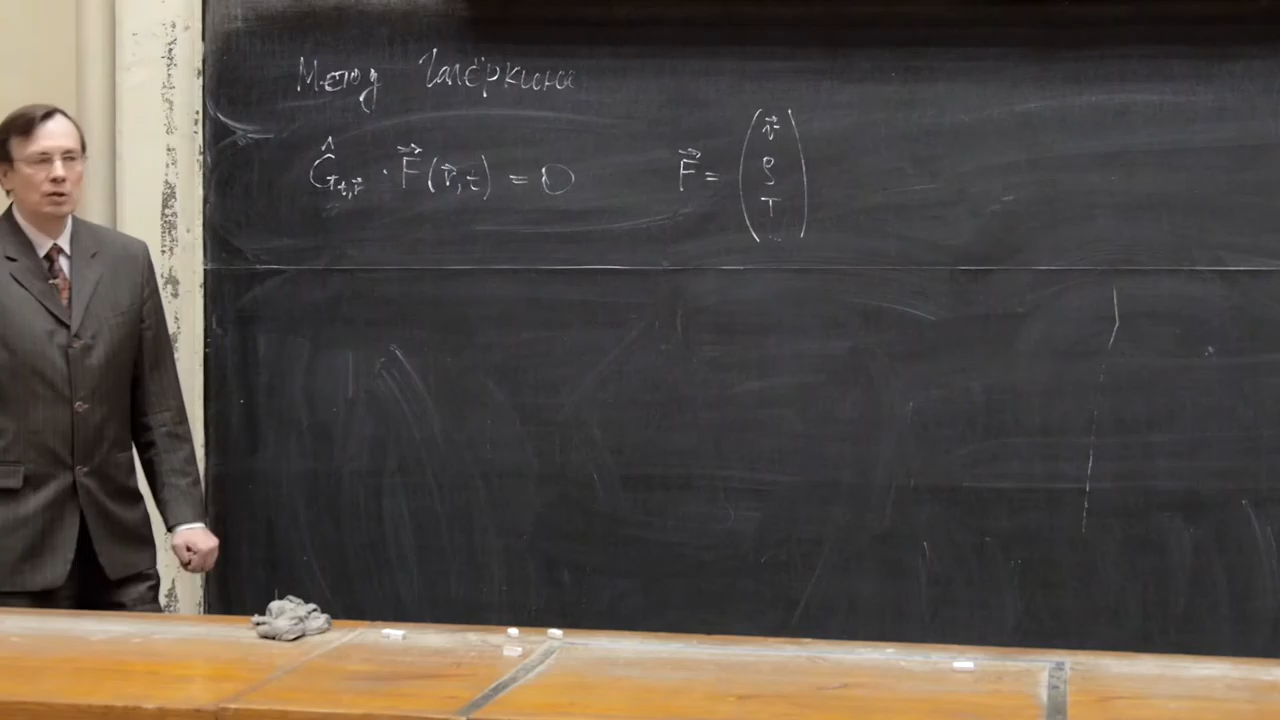 Метод Галёркина
Ĝ_{t,r⃗} · F⃗(r⃗,t) = 0
F⃗ = (v⃗
ρ
T
...)